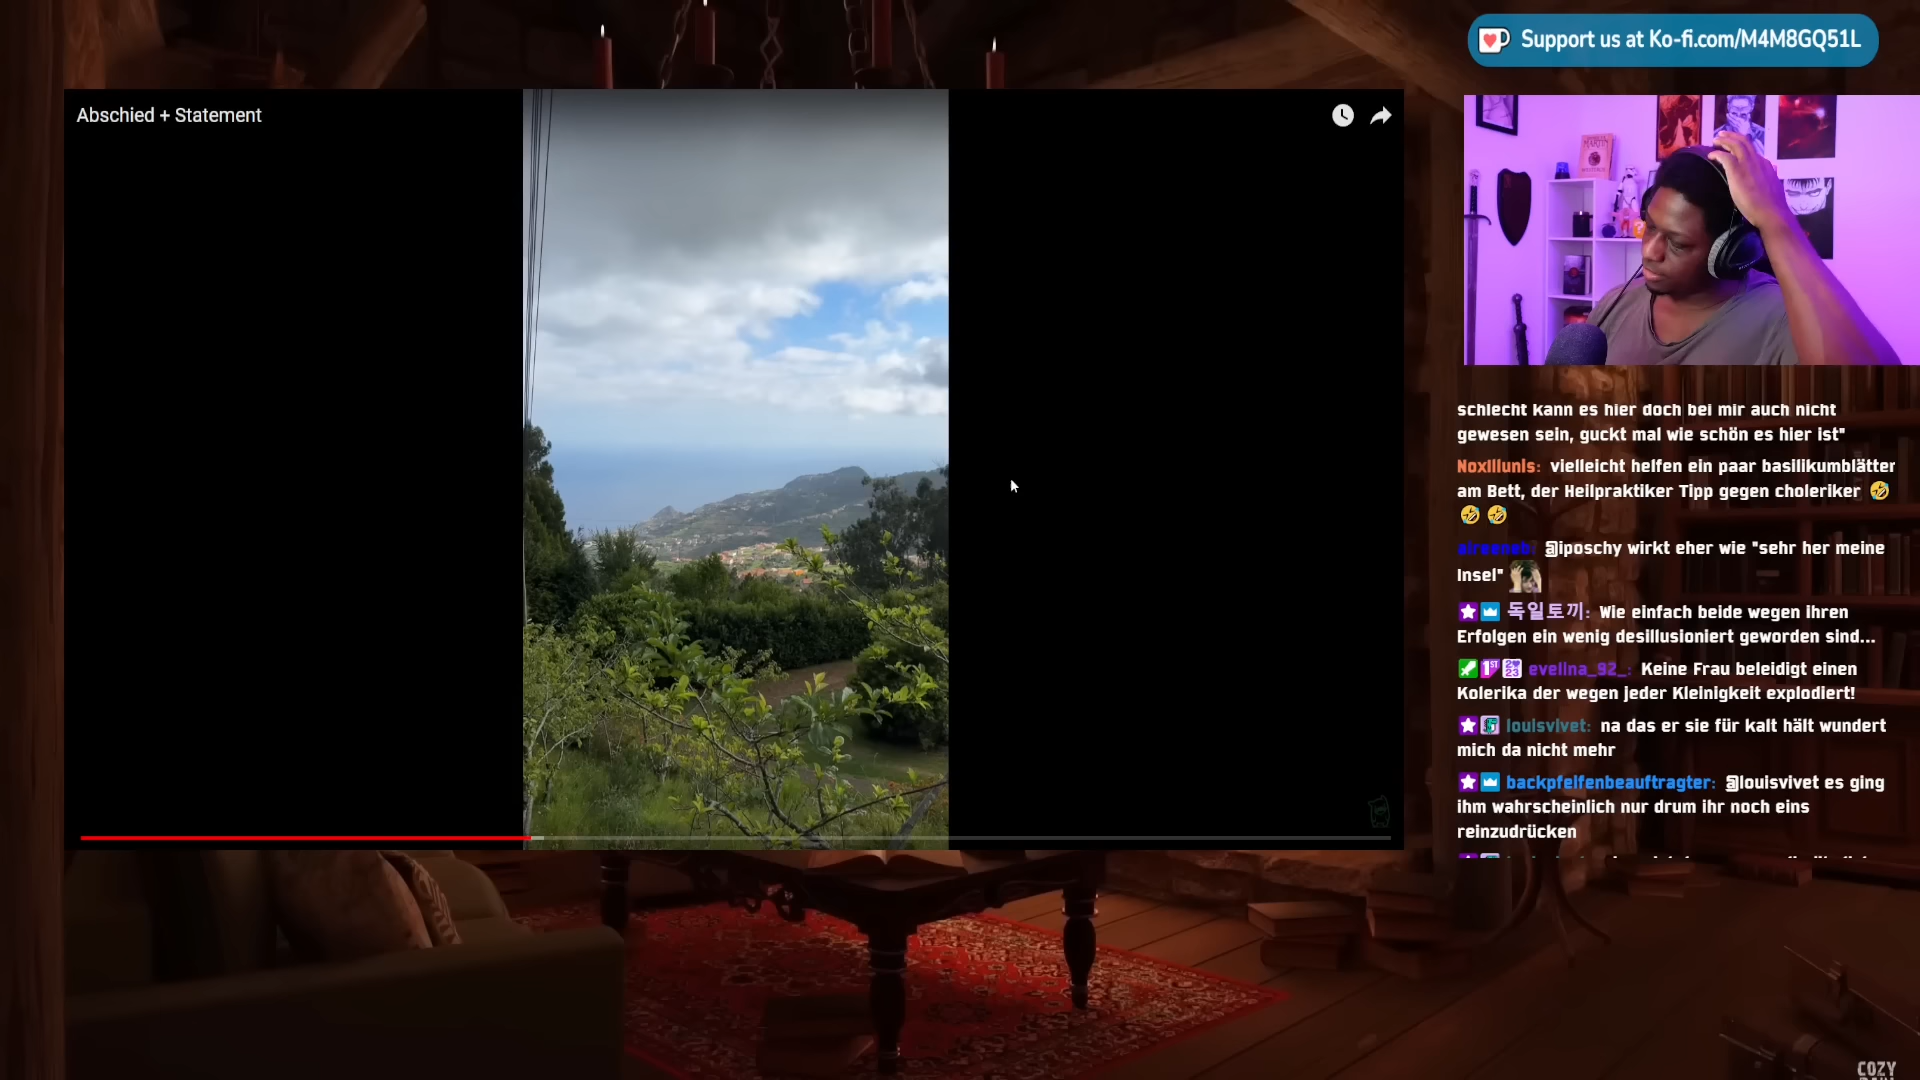 Support us at Ko-fi.com/M4M8GQ51L
Abschied + Statement
MARTIN
schlecht kann es hier doch bei mir auch nicht
gewesen sein, guckt mal wie schön es hier ist"
Noxillunis: vielleicht helfen ein paar basilikumblätter
am Bett, der Heilpraktiker Tipp gegen choleriker 🤣
🤣 🤣
@iposchy wirkt eher wie "sehr her meine
Insel"
독일토끼: Wie einfach beide wegen ihren
Erfolgen ein wenig desillusioniert geworden sind...
1ST evelina_92_: Keine Frau beleidigt einen
Kolerika der wegen jeder Kleinigkeit explodiert!
louisvivet: na das er sie für kalt hält wundert
mich da nicht mehr
backpfeifenbeauftragter: @louisvivet es ging
ihm wahrscheinlich nur drum ihr noch eins
reinzudrücken
COZY